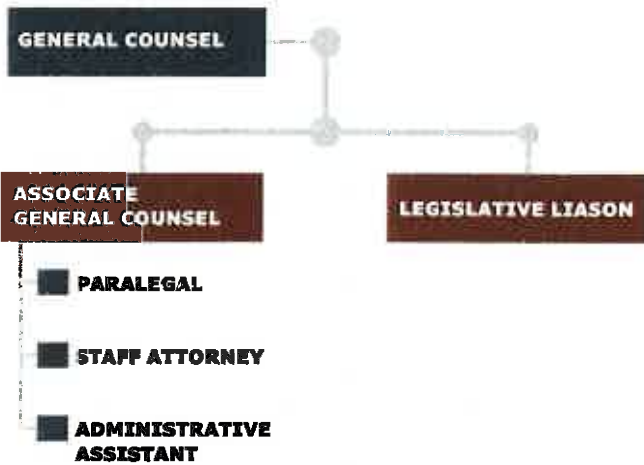 GENERAL COUNSEL
ASSOCIATE
GENERAL COUNSEL
LEGISLATIVE LIASON
PARALEGAL
STAFF ATTORNEY
ADMINISTRATIVE
ASSISTANT